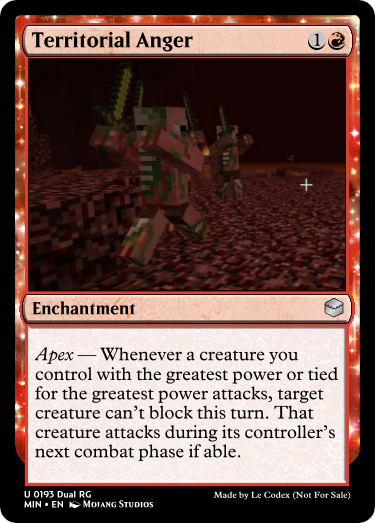 Territorial Anger 1
Enchantment
Apex — Whenever a creature you
control with the greatest power or tied
for the greatest power attacks, target
creature can't block this turn. That
creature attacks during its controller's
next combat phase if able.
U 0193 Dual RG
MIN • EN Mojang Studios
Made by Le Codex (Not For Sale)